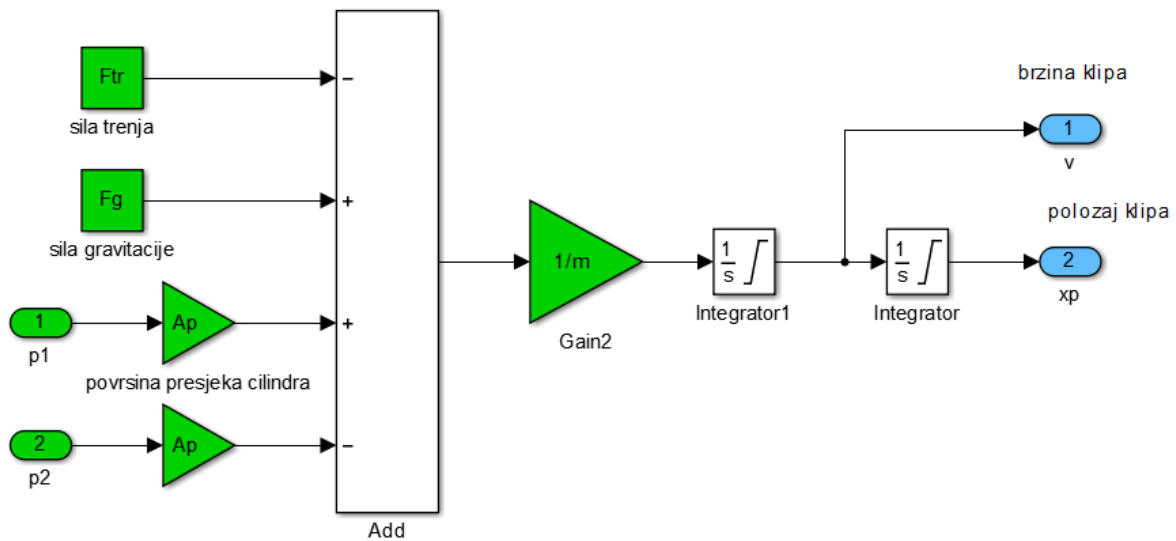 Ftr
−
sila trenja
Fg
+
sila gravitacije
1
Ap
+
p1
povrsina presjeka cilindra
2
Ap
−
p2
Add
1/m
Gain2
1
s
Integrator1
1
s
Integrator
brzina klipa
1
v
polozaj klipa
2
xp